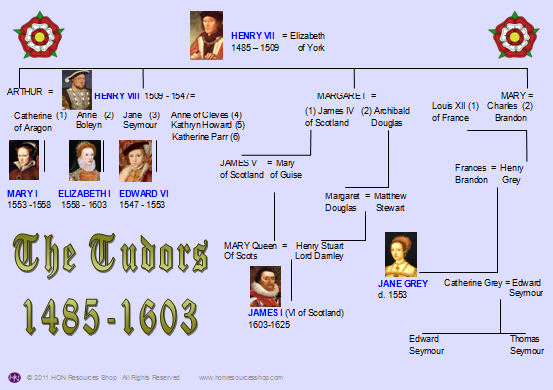 HENRY VII = Elizabeth
1485 – 1509 of York
ARTHUR =
HENRY VIII 1509 - 1547=
MARGARET =
MARY =
Catherine (1) Anne (2) Jane (3) Anne of Cleves (4)
of Aragon Boleyn Seymour Kathryn Howard (5)
Katherine Parr (6)
(1) James IV (2) Archibald
of Scotland Douglas
Louis XII (1) Charles (2)
of France Brandon
JAMES V = Mary
of Scotland of Guise
Frances = Henry
Brandon Grey
MARY I ELIZABETH I EDWARD VI
1553 -1558 1558 - 1603 1547 - 1553
Margaret = Matthew
Douglas Stewart
The Tudors
1485-1603
MARY Queen = Henry Stuart
Of Scots Lord Darnley
JANE GREY
d. 1553
Catherine Grey = Edward
Seymour
JAMES I (VI of Scotland)
1603-1625
Edward Thomas
Seymour Seymour
© 2011 HON Resources Shop All Rights Reserved www.honresourcesshop.com